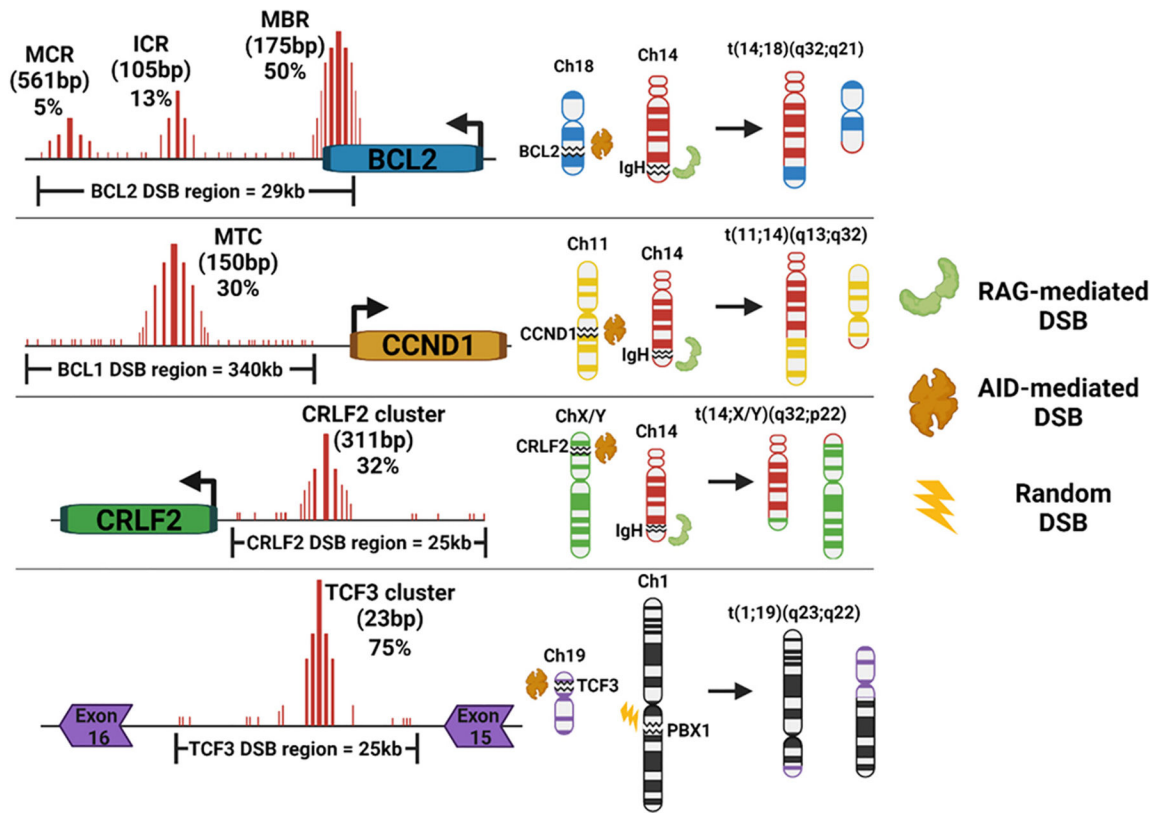 MCR
(561bp)
5%
ICR
(105bp)
13%
MBR
(175bp)
50%
BCL2
BCL2 DSB region = 29kb
Ch18
Ch14
BCL2
IgH
t(14;18)(q32;q21)
MTC
(150bp)
30%
CCND1
BCL1 DSB region = 340kb
Ch11
Ch14
CCND1
IgH
t(11;14)(q13;q32)
CRLF2 cluster
(311bp)
32%
CRLF2
CRLF2 DSB region = 25kb
ChX/Y
Ch14
CRLF2
IgH
t(14;X/Y)(q32;p22)
TCF3 cluster
(23bp)
75%
Exon
16
Exon
15
TCF3 DSB region = 25kb
Ch19
TCF3
Ch1
PBX1
t(1;19)(q23;q22)
RAG-mediated
DSB
AID-mediated
DSB
Random
DSB